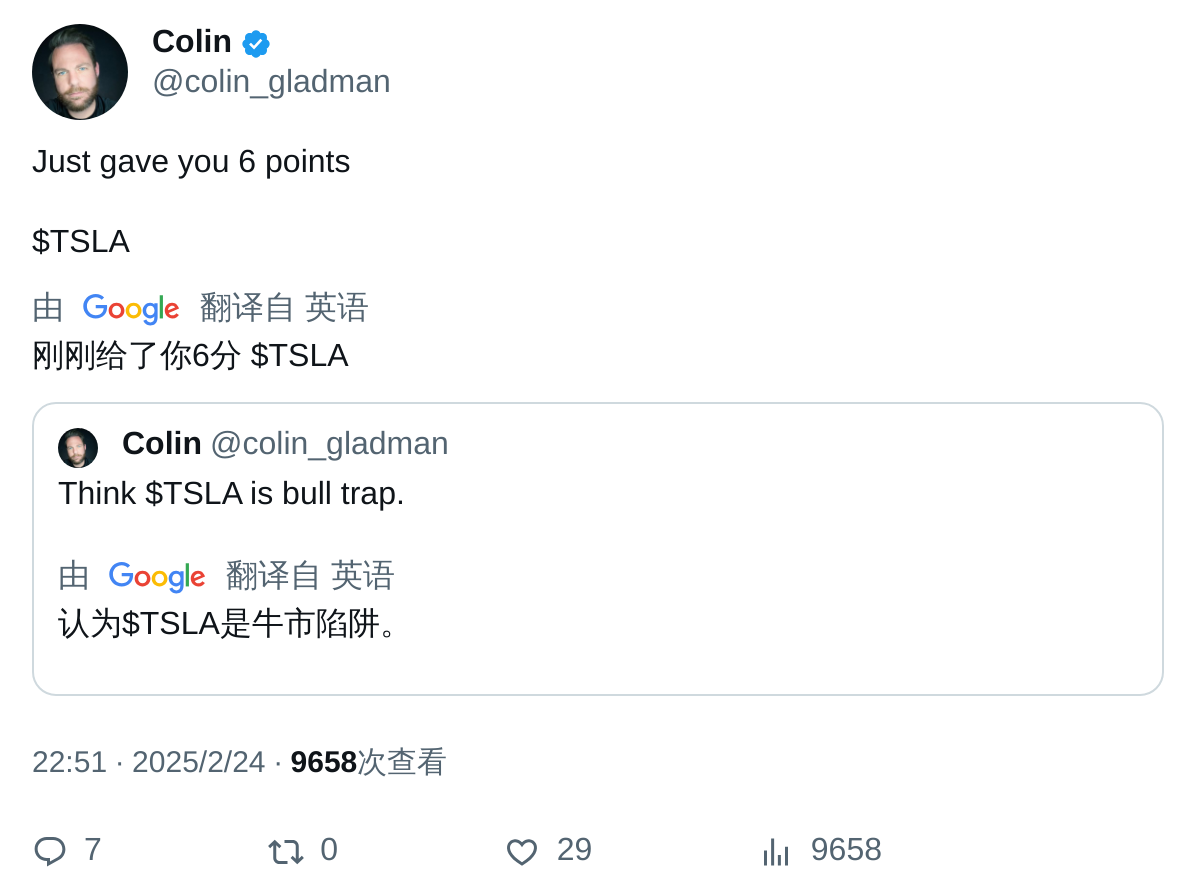 Colin
@colin_gladman
Just gave you 6 points
$TSLA
由 Google 翻译自 英语
刚刚给了你6分 $TSLA
Colin @colin_gladman
Think $TSLA is bull trap.
由 Google 翻译自 英语
认为$TSLA是牛市陷阱。
22:51 · 2025/2/24 · 9658次查看
7 0 29 9658